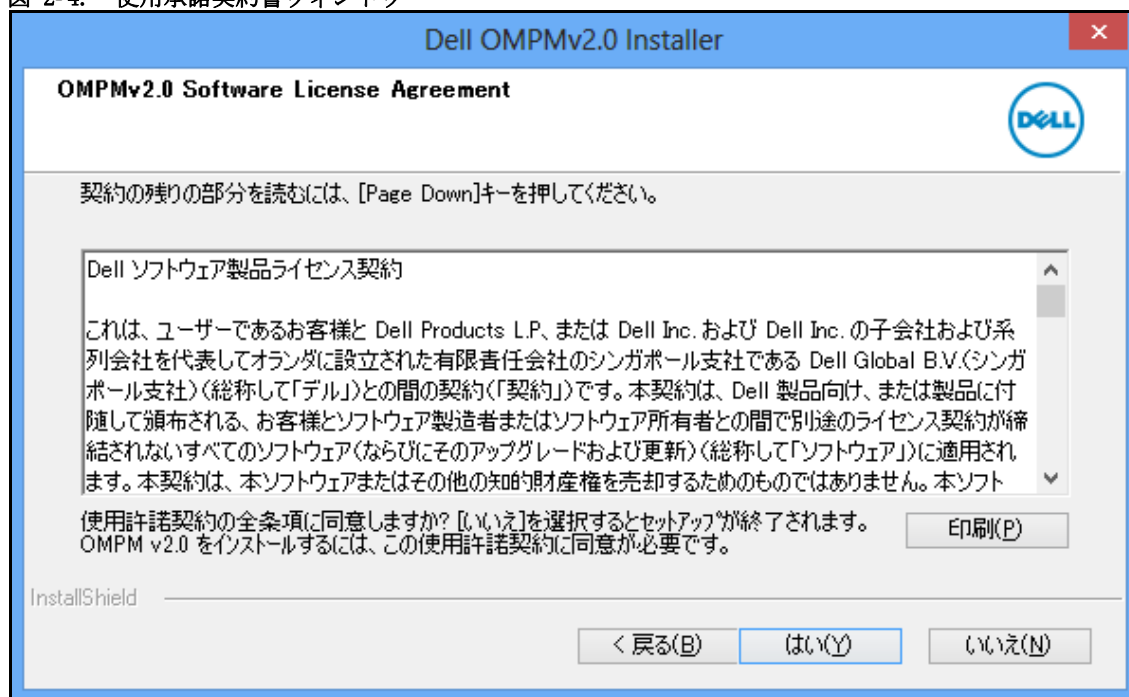 図 2-4. 使用承諾契約書ウィンドウ
Dell OMPMv2.0 Installer
OMPMv2.0 Software License Agreement
DELL
契約の残りの部分を読むには、[Page Down]キーを押してください。
Dell ソフトウェア製品ライセンス契約
これは、ユーザーであるお客様と Dell Products L.P、または Dell Inc. および Dell Inc. の子会社および系
列会社を代表してオランダに設立された有限責任会社のシンガポール支社である Dell Global B.V.(シンガ
ポール支社)(総称して「デル」)との間の契約(「契約」)です。本契約は、Dell 製品向け、または製品に付
随して頒布される、お客様とソフトウェア製造者またはソフトウェア所有者との間で別途のライセンス契約が締
結されないすべてのソフトウェア(ならびにそのアップグレードおよび更新)(総称して「ソフトウェア」)に適用され
ます。本契約は、本ソフトウェアまたはその他の知的財産権を売却するためのものではありません。本ソフト
使用許諾契約の全条項に同意しますか? [いいえ]を選択するとセットアップが終了されます。
OMPM v2.0 をインストールするには、この使用許諾契約に同意が必要です。
印刷(P)
InstallShield
< 戻る(B)
はい(Y)
いいえ(N)